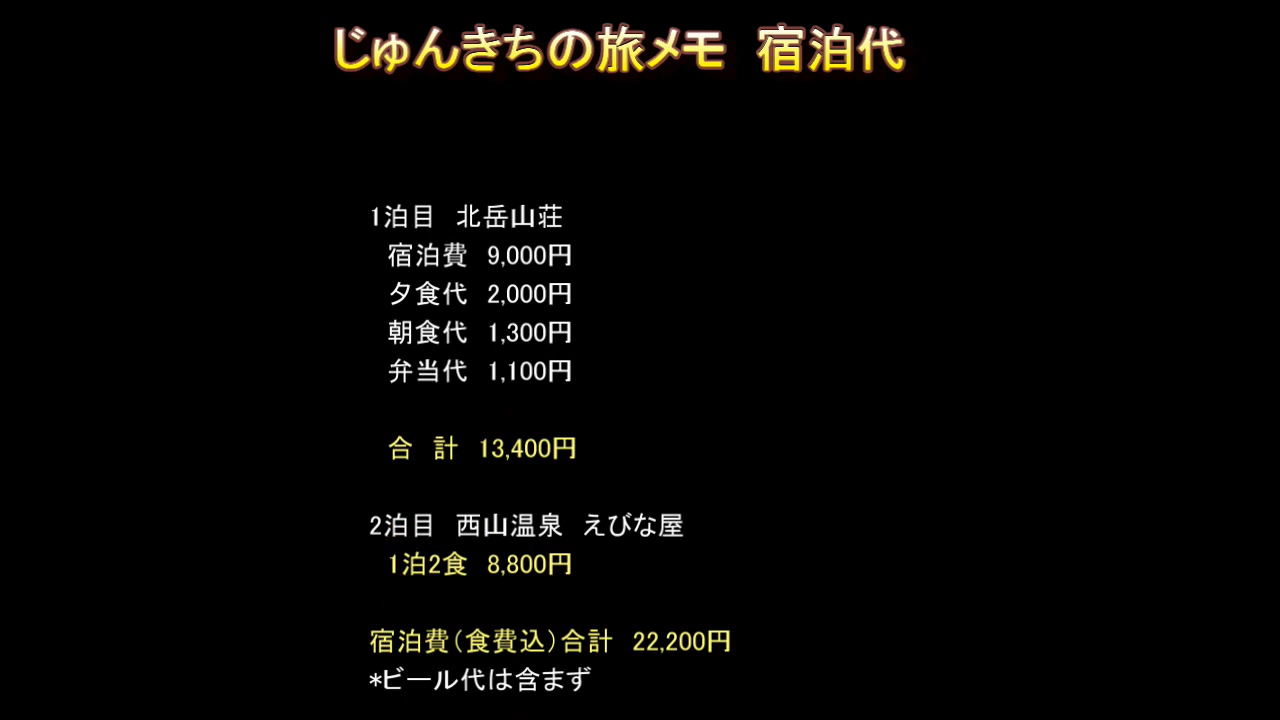 じゅんきちの旅メモ　宿泊代
1泊目　北岳山荘
宿泊費　9,000円
夕食代　2,000円
朝食代　1,300円
弁当代　1,100円
合　計　13,400円
2泊目　西山温泉　えびな屋
1泊2食　8,800円
宿泊費（食費込）合計　22,200円
*ビール代は含まず